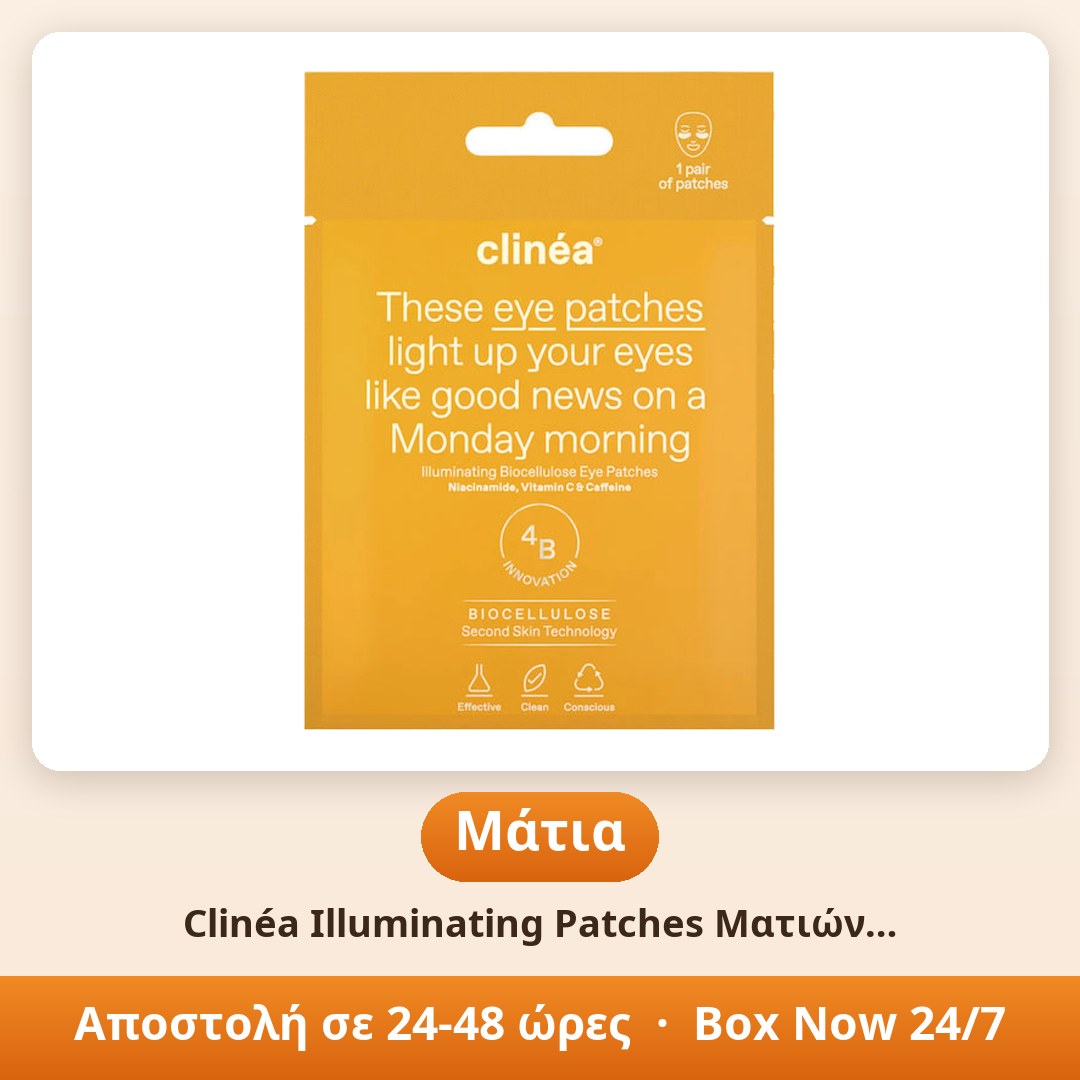 1 pair
of patches
clinéa®
These eye patches
light up your eyes
like good news on a
Monday morning
Illuminating Biocellulose Eye Patches
Niacinamide, Vitamin C & Caffeine
4B
INNOVATION
BIOCELLULOSE
Second Skin Technology
Effective Clean Conscious
Μάτια
Clinéa Illuminating Patches Ματιών...
Αποστολή σε 24-48 ώρες · Box Now 24/7